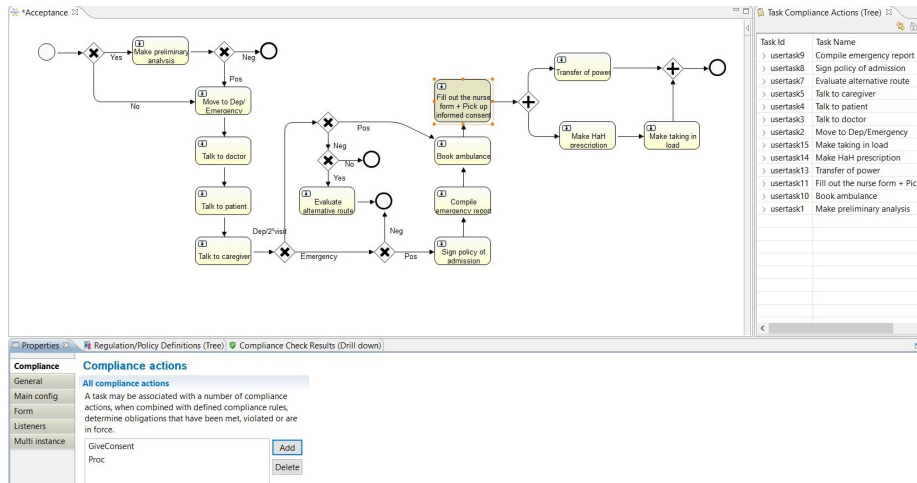 *Acceptance
Task Compliance Actions (Tree)
Task Id Task Name
usertask9 Compile emergency report
usertask8 Sign policy of admission
usertask7 Evaluate alternative route
usertask5 Talk to caregiver
usertask4 Talk to patient
usertask3 Talk to doctor
usertask2 Move to Dep/Emergency
usertask15 Make taking in load
usertask14 Make HaH prescription
usertask13 Transfer of power
usertask11 Fill out the nurse form + Pic
usertask10 Book ambulance
usertask1 Make preliminary analysis
Yes
Make preliminary
analysis
Neg
Pos
No
Move to Dep/
Emergency
Talk to doctor
Talk to patient
Talk to caregiver
Dep/2^visit
Emergency
Pos
Neg
No
Yes
Evaluate
alternative route
Neg
Pos
Fill out the nurse
form + Pick up
informed consent
Book ambulance
Compile
emergency report
Sign policy of
admission
Transfer of power
Make HaH
prescription
Make taking in
load
Properties
Regulation/Policy Definitions (Tree)
Compliance Check Results (Drill down)
Compliance
General
Main config
Form
Listeners
Multi instance
Compliance actions
All compliance actions
A task may be associated with a number of compliance
actions, when combined with defined compliance rules,
determine obligations that have been met, violated or are
in force.
GiveConsent
Proc
Add
Delete